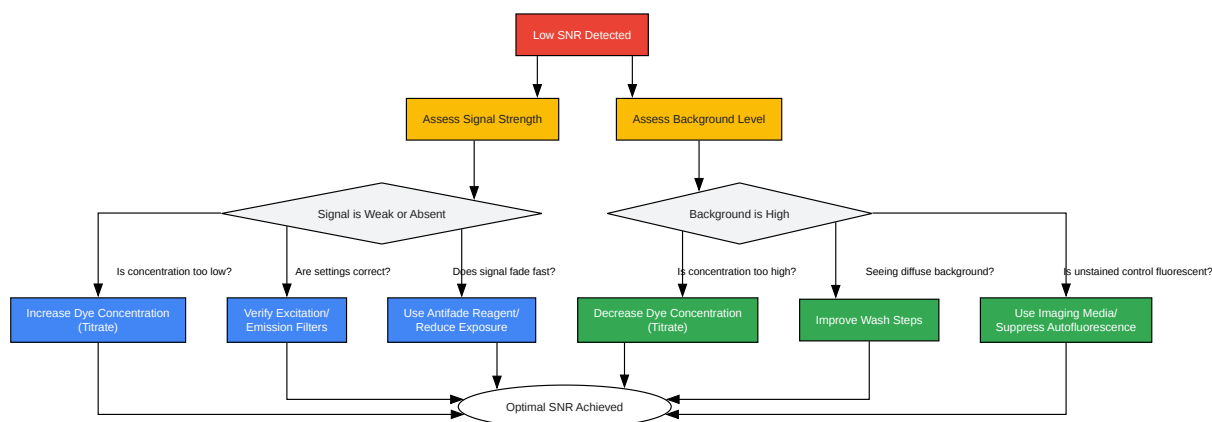 Low SNR Detected
Assess Signal Strength
Assess Background Level
Signal is Weak or Absent
Background is High
Is concentration too low?
Are settings correct?
Does signal fade fast?
Is concentration too high?
Seeing diffuse background?
Is unstained control fluorescent?
Increase Dye Concentration
(Titrate)
Verify Excitation/
Emission Filters
Use Antifade Reagent/
Reduce Exposure
Decrease Dye Concentration
(Titrate)
Improve Wash Steps
Use Imaging Media/
Suppress Autofluorescence
Optimal SNR Achieved